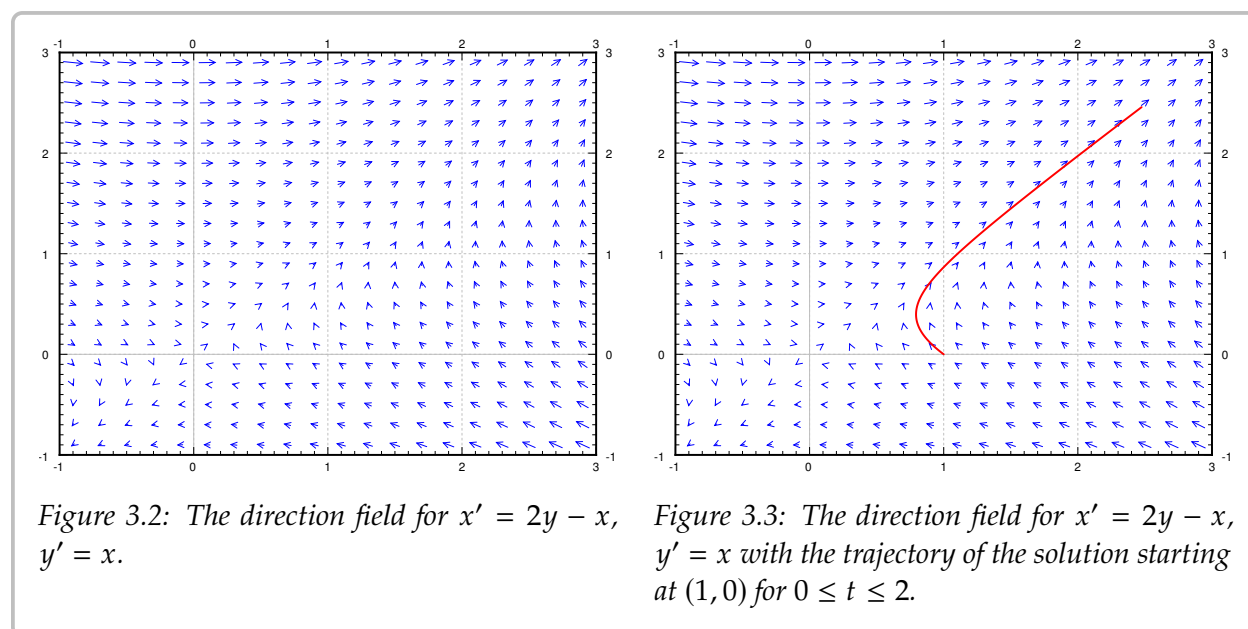 -1 0 1 2 3
3 3
2 2
1 1
0 0
-1 -1
-1 0 1 2 3
Figure 3.2: The direction field for x′ = 2y − x,
y′ = x.
-1 0 1 2 3
3 3
2 2
1 1
0 0
-1 -1
-1 0 1 2 3
Figure 3.3: The direction field for x′ = 2y − x,
y′ = x with the trajectory of the solution starting
at (1, 0) for 0 ≤ t ≤ 2.